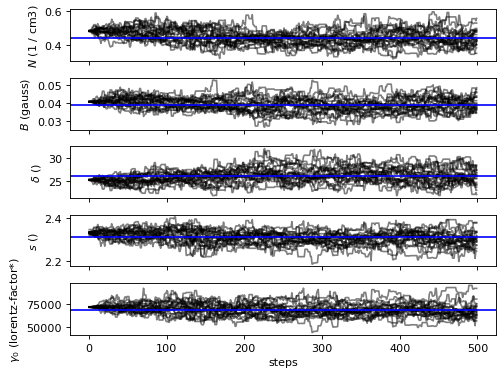 N (1 / cm3)
0.6
0.4
B (gauss)
0.05
0.04
0.03
δ ()
30
25
s ()
2.4
2.2
γ₀ (lorentz-factor*)
75000
50000
0 100 200 300 400 500
steps